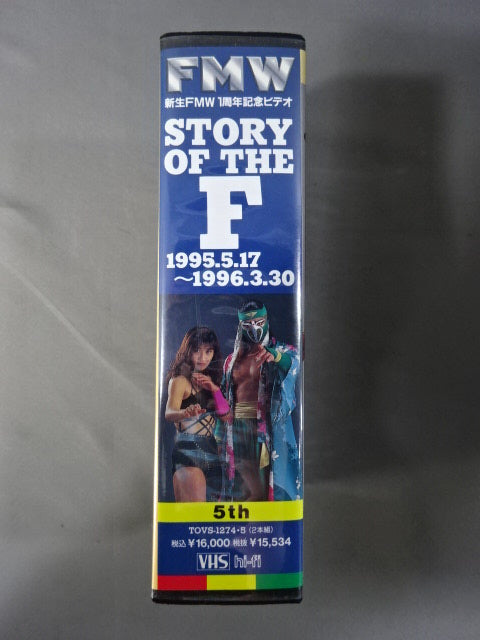 FMW
新生FMW 1周年記念ビデオ
STORY
OF THE
F
1995.5.17
～1996.3.30
5th
TOVS-1274・5 (2本組)
税込 ¥16,000 税抜 ¥15,534
VHS hi-fi